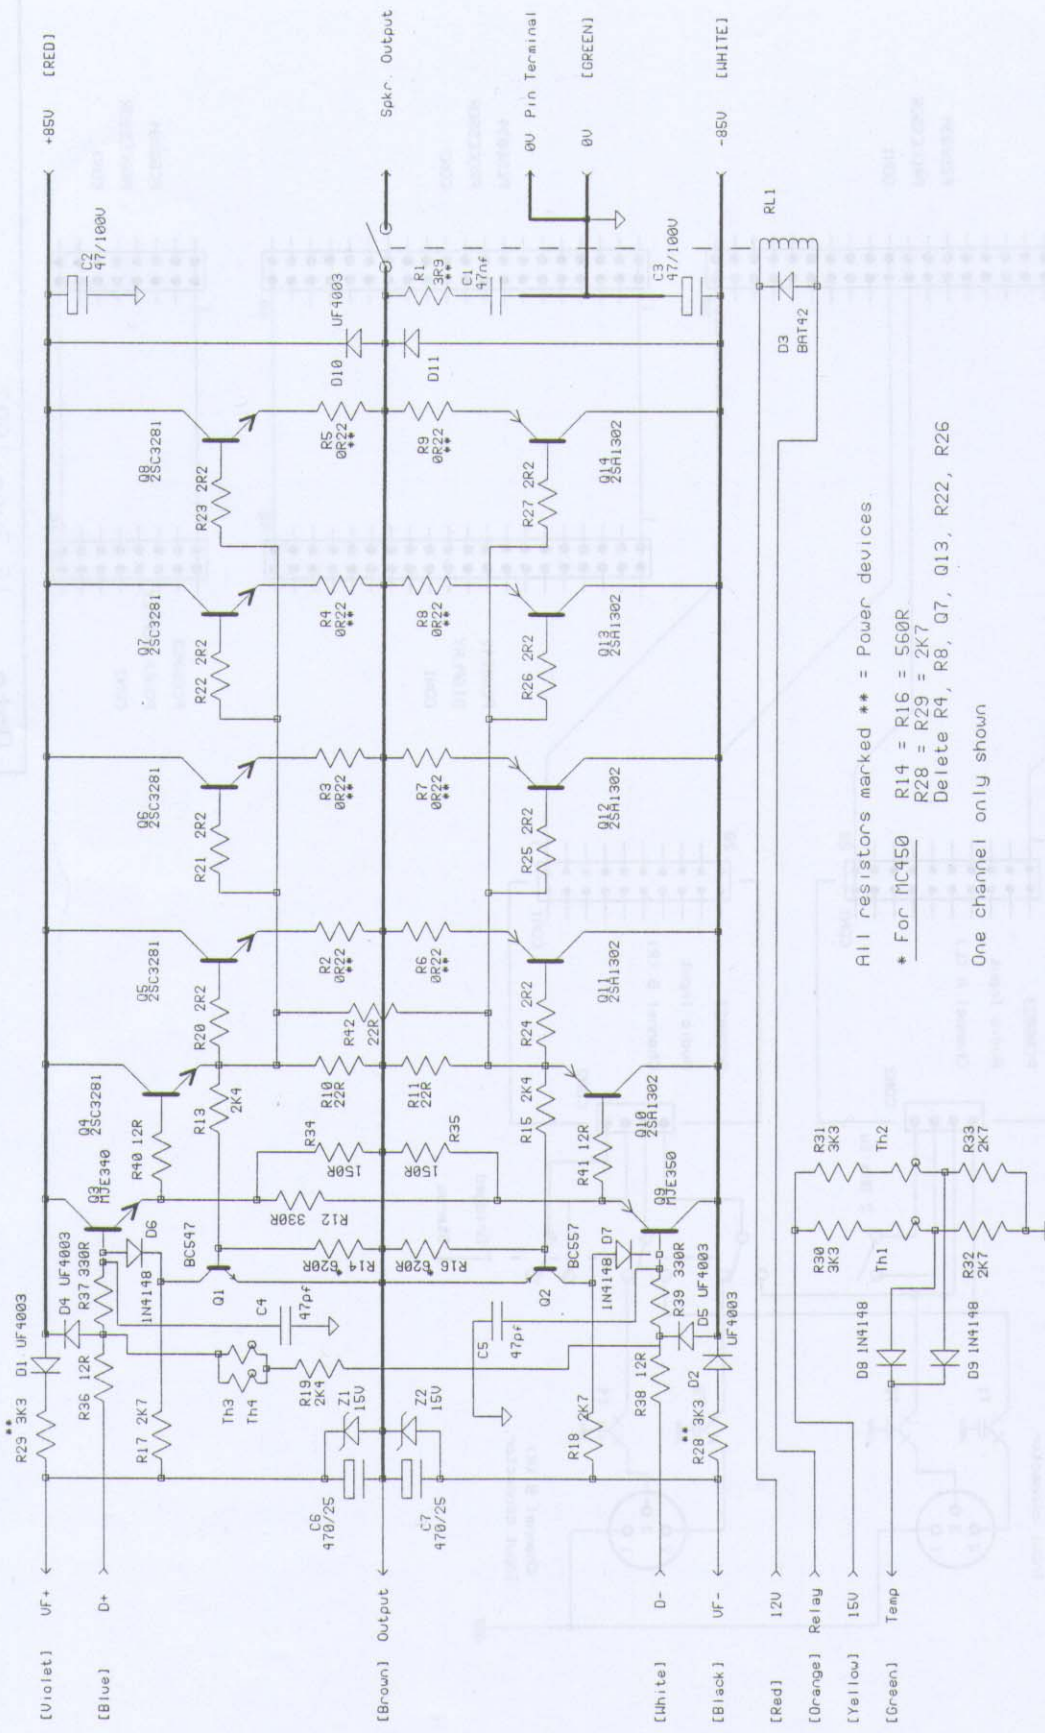 [Violet] VF+
[Blue] D+
[Brown] Output
[White] D-
[Black] VF-
[Red] 12V
[Orange] Relay
[Yellow] 15V
[Green] Temp
**
R29 3K3
D1 UF4003
R36 12R
D4 UF4003
R37 330R
R17 2K7
1N4148
D6
Q3
MJE340
BC547
Q1
C4
47pf
Th3
Th4
R19
2K4
Z1
15V
Z2
15V
C6
470/25
C7
470/25
R14 620R
*
R16 620R
*
C5
47pf
BC557
Q2
1N4148
D7
R18 2K7
R38 12R
R39 330R
D5 UF4003
**
R28 3K3
D2
UF4003
Q9
MJE350
Q4
2SC3281
R40 12R
R13
2K4
R12
330R
R34
150R
R35
150R
R10
22R
R11
22R
R42
22R
R15 2K4
R41 12R
Q10
2SA1302
Q5
2SC3281
R20 2R2
R2
0R22
**
R6
0R22
**
R24 2R2
Q11
2SA1302
Q6
2SC3281
R21 2R2
R3
0R22
**
R7
0R22
**
R25 2R2
Q12
2SA1302
Q7
2SC3281
R22 2R2
R4
0R22
**
R8
0R22
**
R26 2R2
Q13
2SA1302
Q8
2SC3281
R23 2R2
R5
0R22
**
R9
0R22
**
R27 2R2
Q14
2SA1302
D10
UF4003
D11
C2
47/100V
R1
3R9
**
C1
47nf
C3
47/100V
+85V [RED]
Spkr. Output
0V Pin Terminal
0V [GREEN]
-85V [WHITE]
RL1
D3
BAT42
D8 1N4148
D9 1N4148
R30
3K3
R31
3K3
Th1
Th2
R32
2K7
R33
2K7
All resistors marked ** = Power devices
* For MC450 R14 = R16 = 560R
R28 = R29 = 2K7
Delete R4, R8, Q7, Q13, R22, R26
One channel only shown